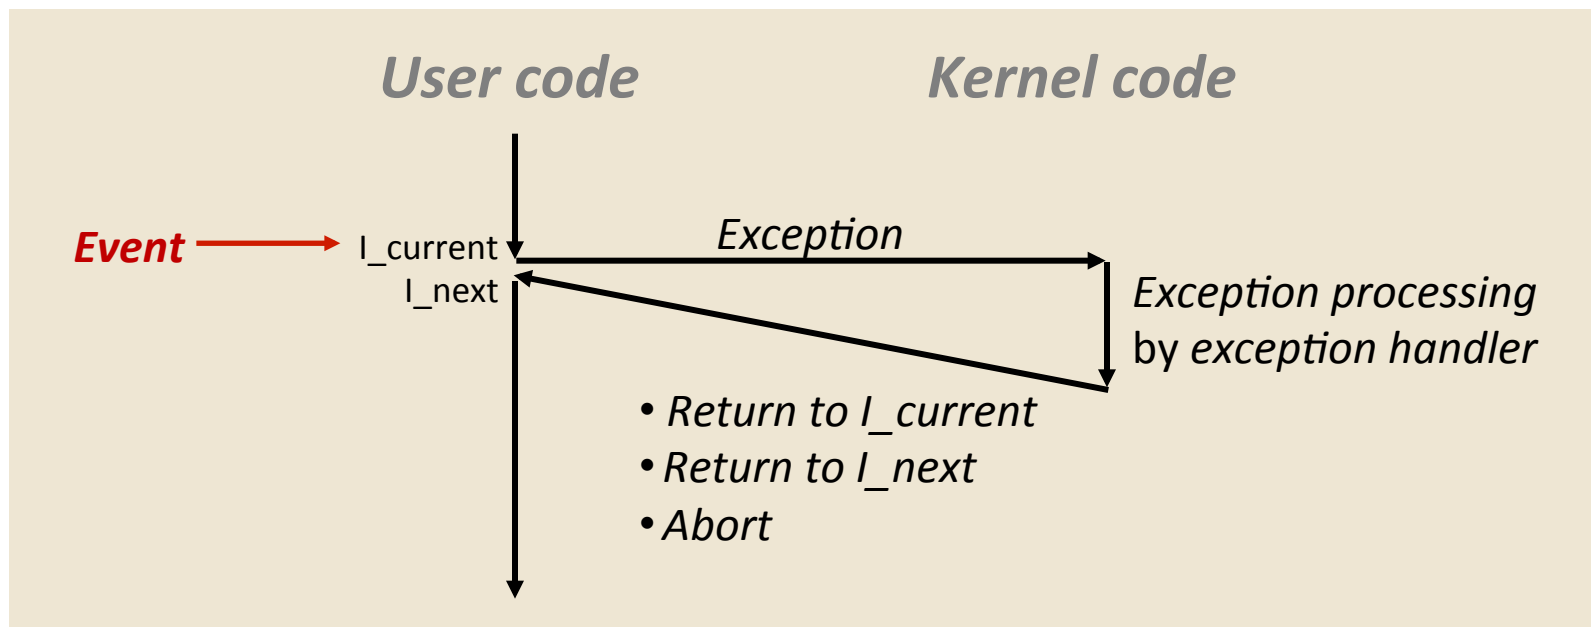 User code
Kernel code
Event
I_current
Exception
I_next
Exception processing
by exception handler
• Return to I_current
• Return to I_next
• Abort